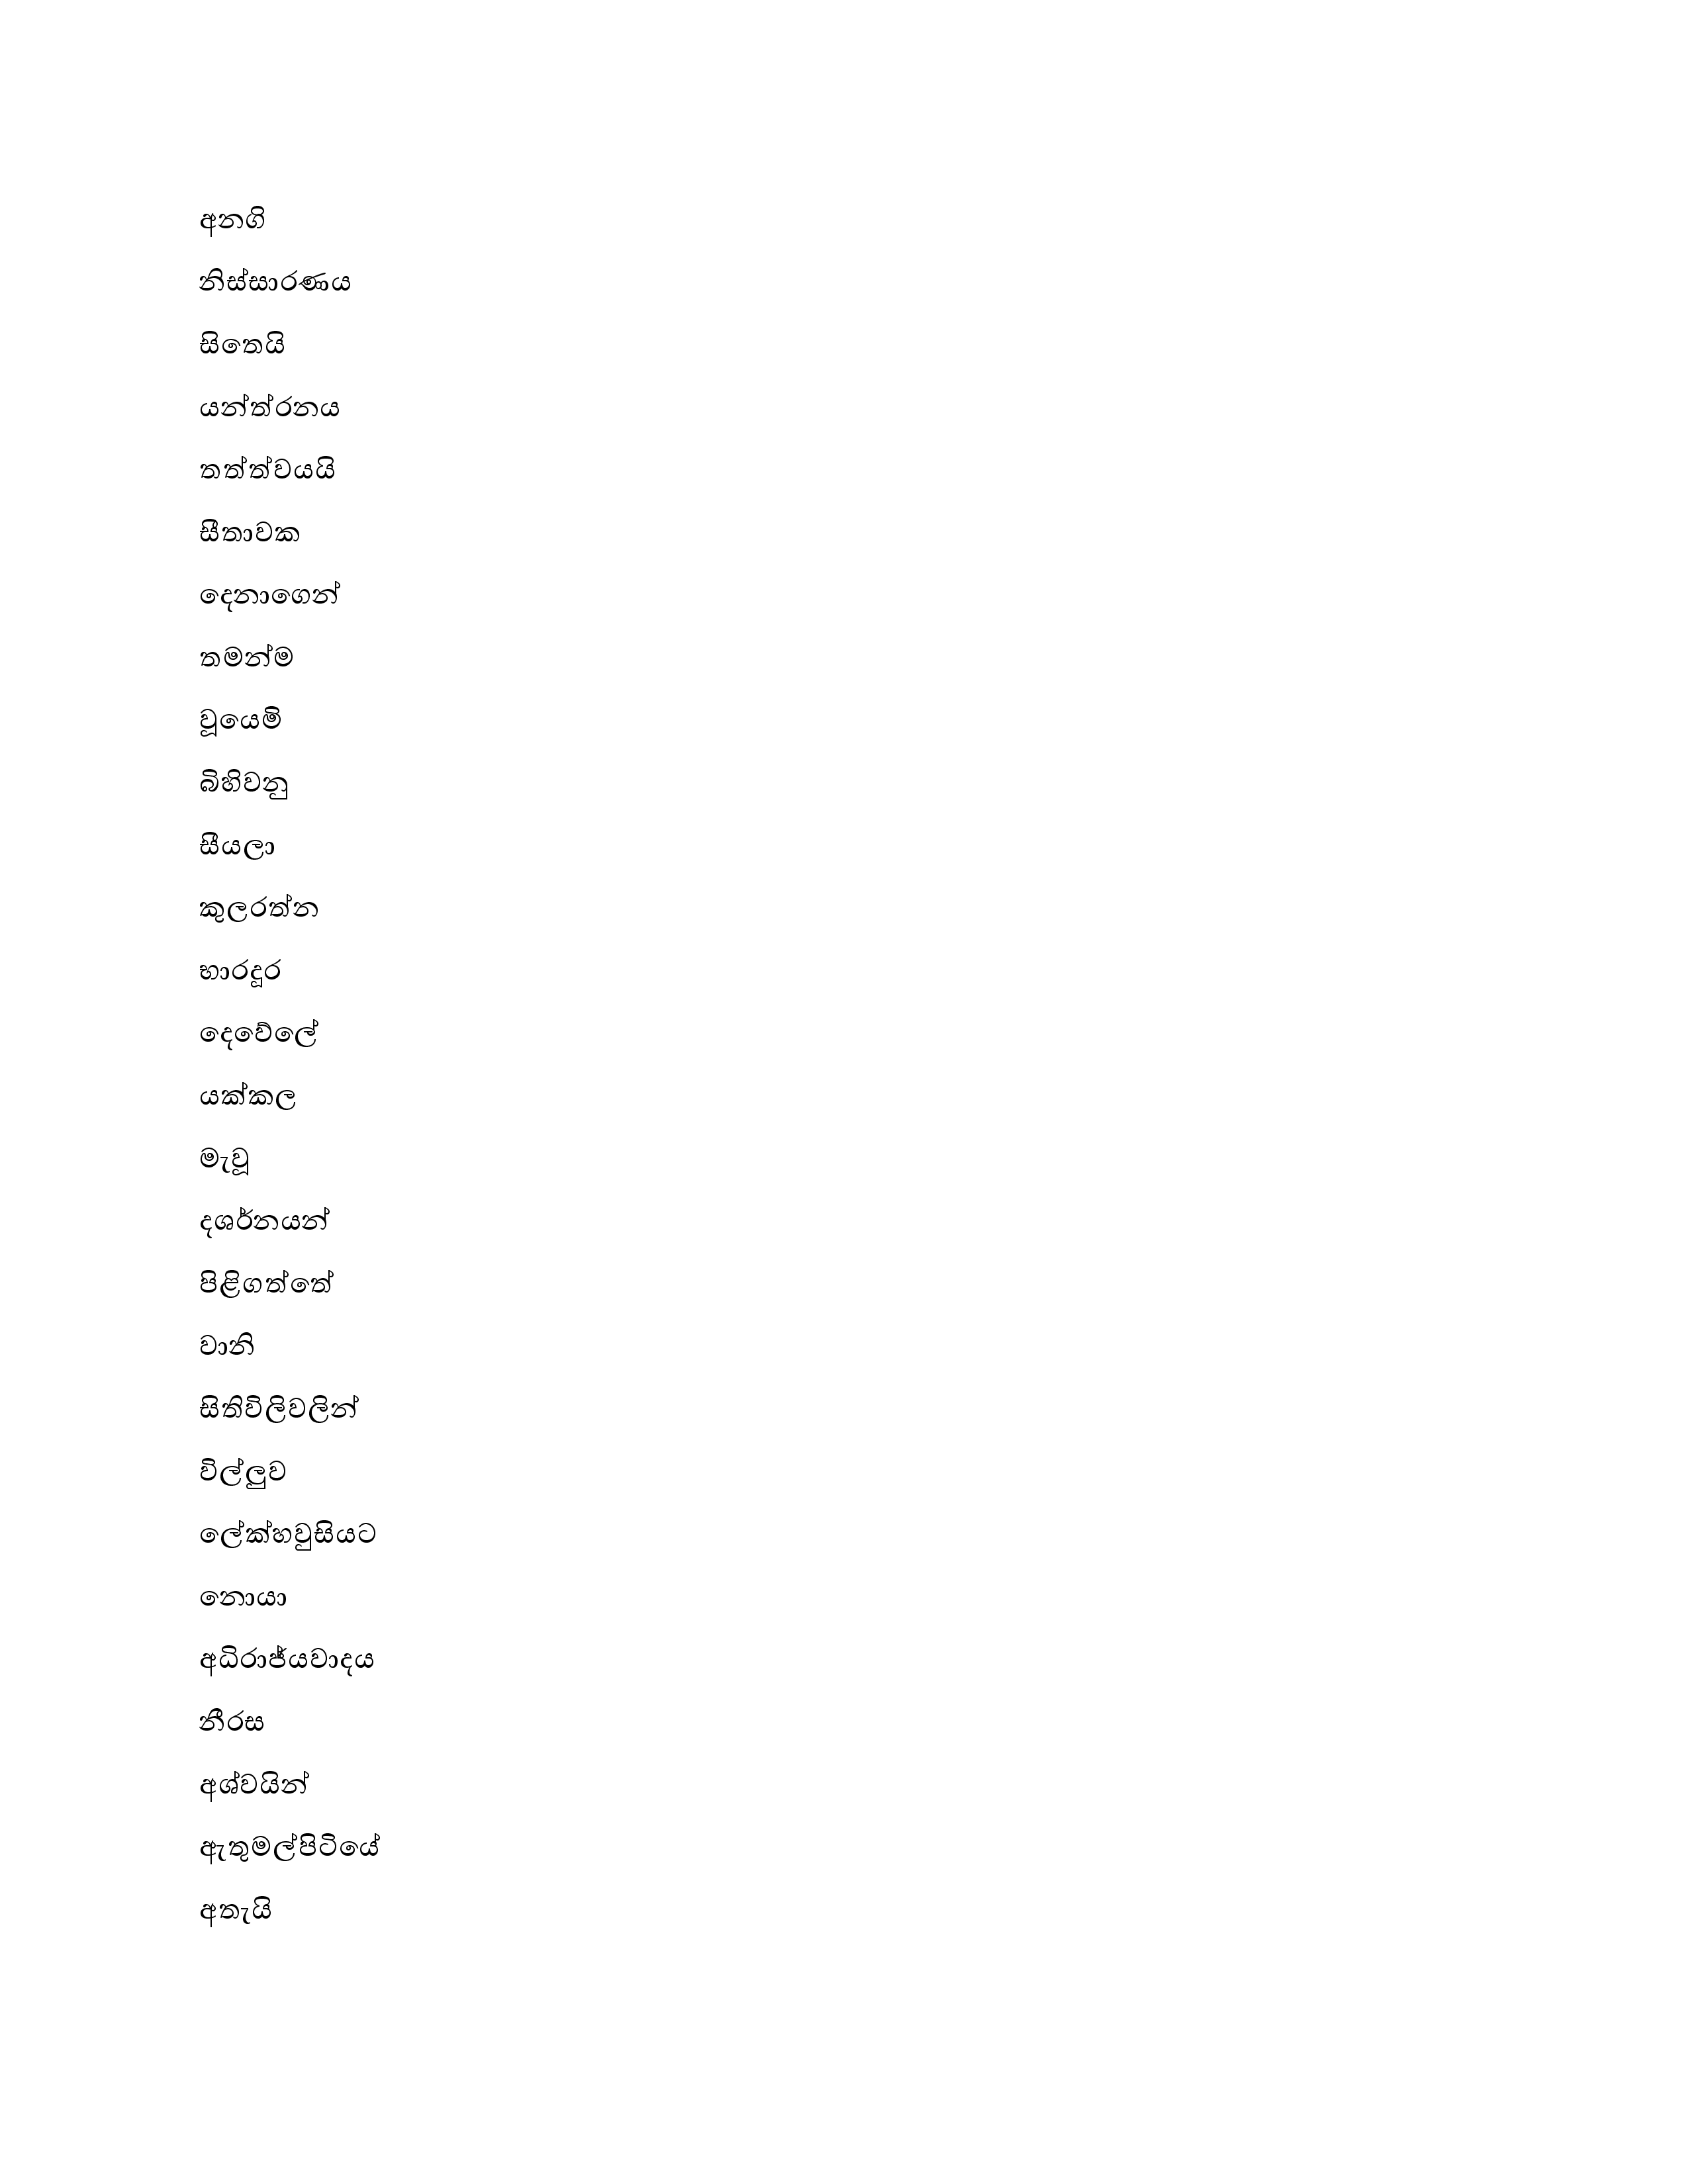 අනගි
නිස්සාරණය
සිතෙයි
යන්ත්රනය
තත්ත්වයයි
සීතාවක
දෙනාගෙන්
තමන්ම
වූයෙමි
බිහිවනු
සීයලා
කුලරත්න
භාරදූර
දෙවේලේ
යක්කල
මැවූ
දශර්නයන්
පිළිගත්තේ
වානි
සිතිවිලිවලින්
විල්ලුව
ලේක්හවුසියට
නොයා
අධිරාජ්යවාදය
නීරස
අශ්වයින්
ඇතුමල්පිටියේ
අතැයි